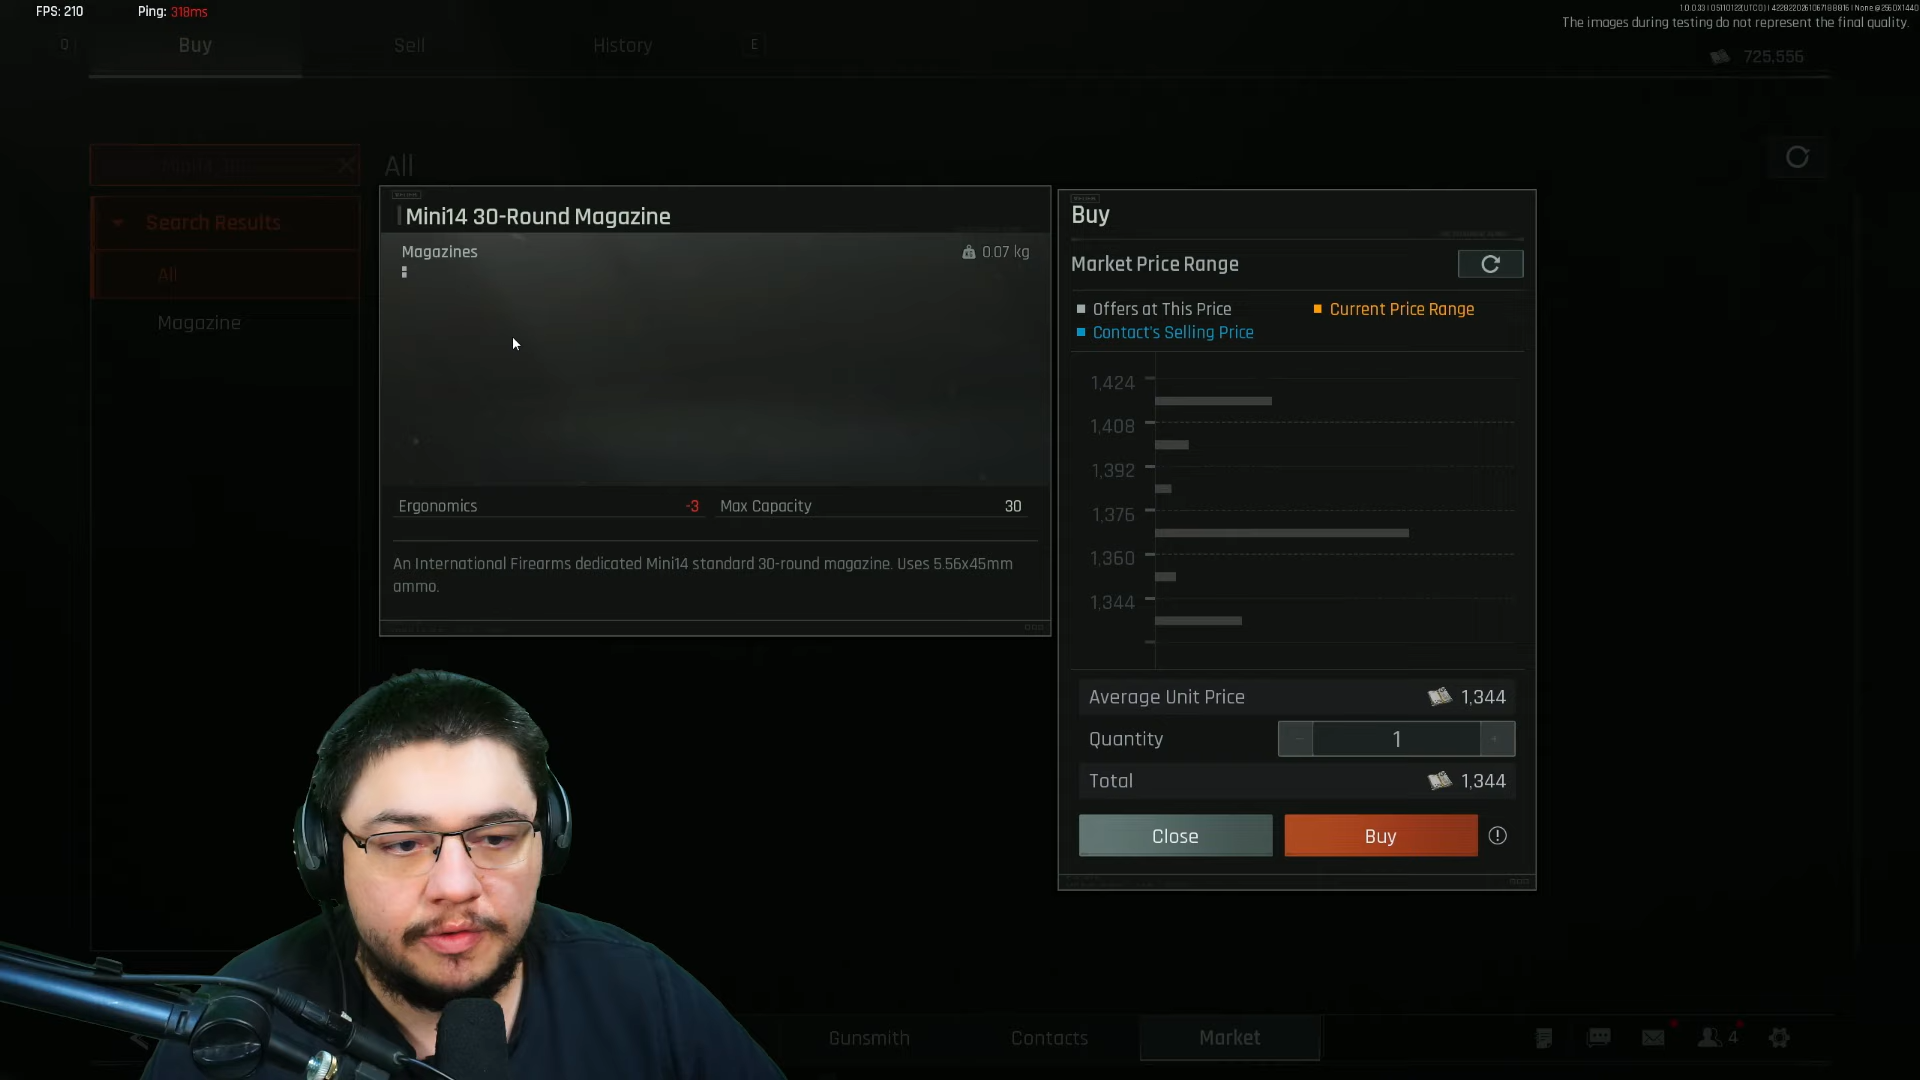 FPS: 210
Ping: 318ms
The images during testing do not represent the final quality.
Q
Buy
Sell
History
E
725,556
Mini14 30-
All
Search Results
All
Magazine
Mini14 30-Round Magazine
Magazines
0.07 kg
Ergonomics -3
Max Capacity 30
An International Firearms dedicated Mini14 standard 30-round magazine. Uses 5.56x45mm
ammo.
Buy
Market Price Range
Offers at This Price
Current Price Range
Contact's Selling Price
1,424
1,408
1,392
1,376
1,360
1,344
Average Unit Price 1,344
Quantity - 1 +
Total 1,344
Close
Buy
Gunsmith
Contacts
Market
4